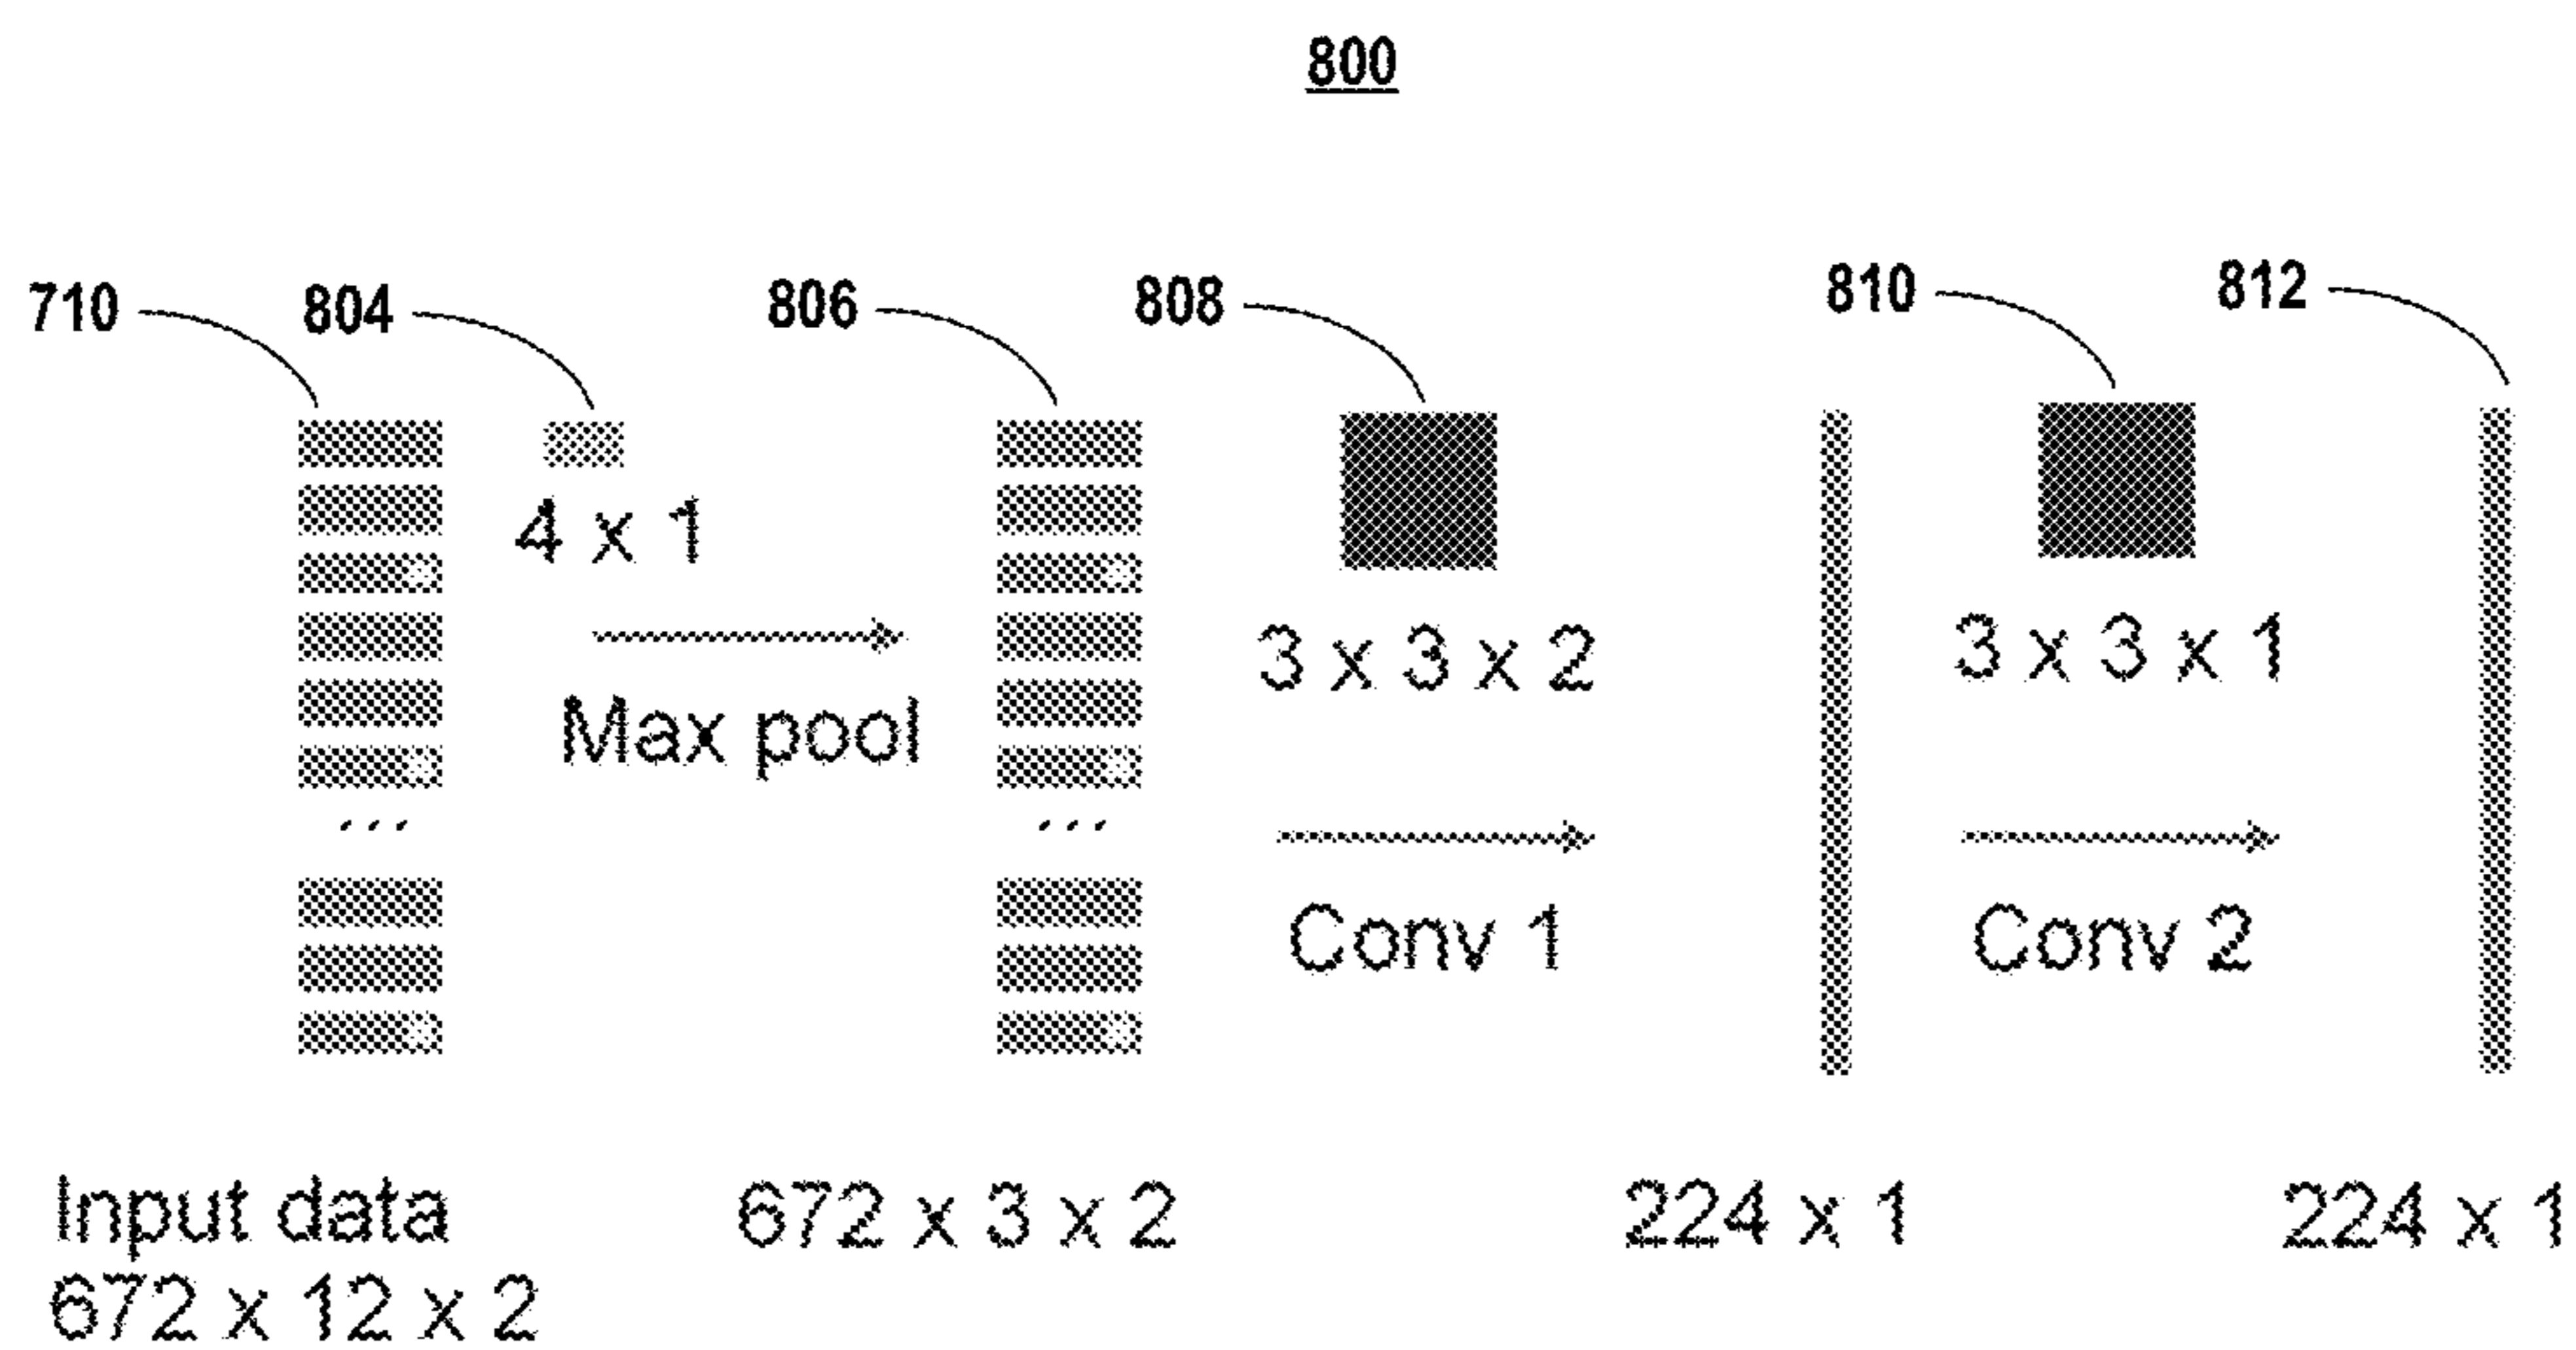 800
710
804
806
808
810
812
4 x 1
Max pool
3 x 3 x 2
Conv 1
3 x 3 x 1
Conv 2
...
...
Input data
672 x 12 x 2
672 x 3 x 2
224 x 1
224 x 1